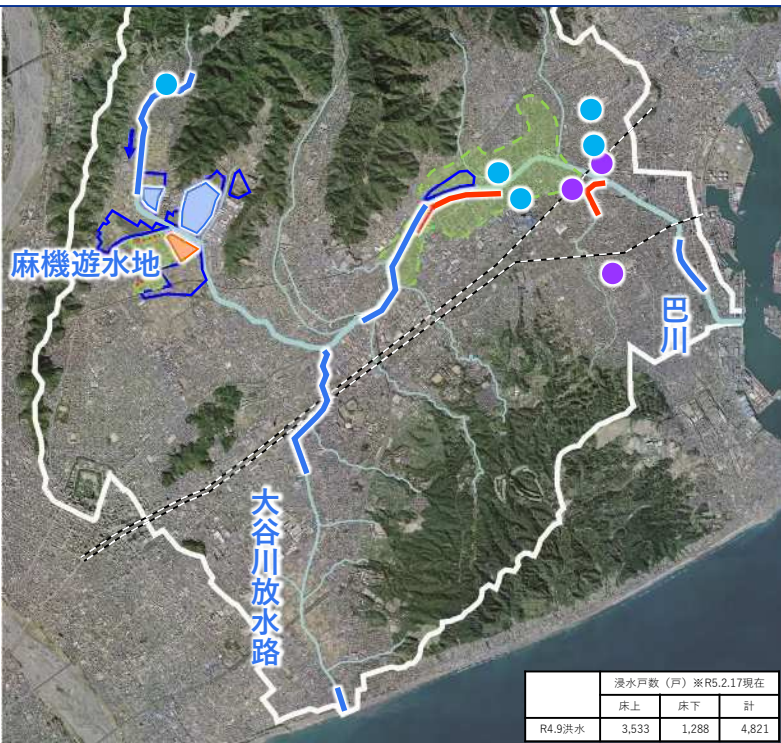 麻機遊水地
巴川
大谷川放水路
浸水戸数（戸）※R5.2.17現在
床上 床下 計
R4.9洪水 3,533 1,288 4,821